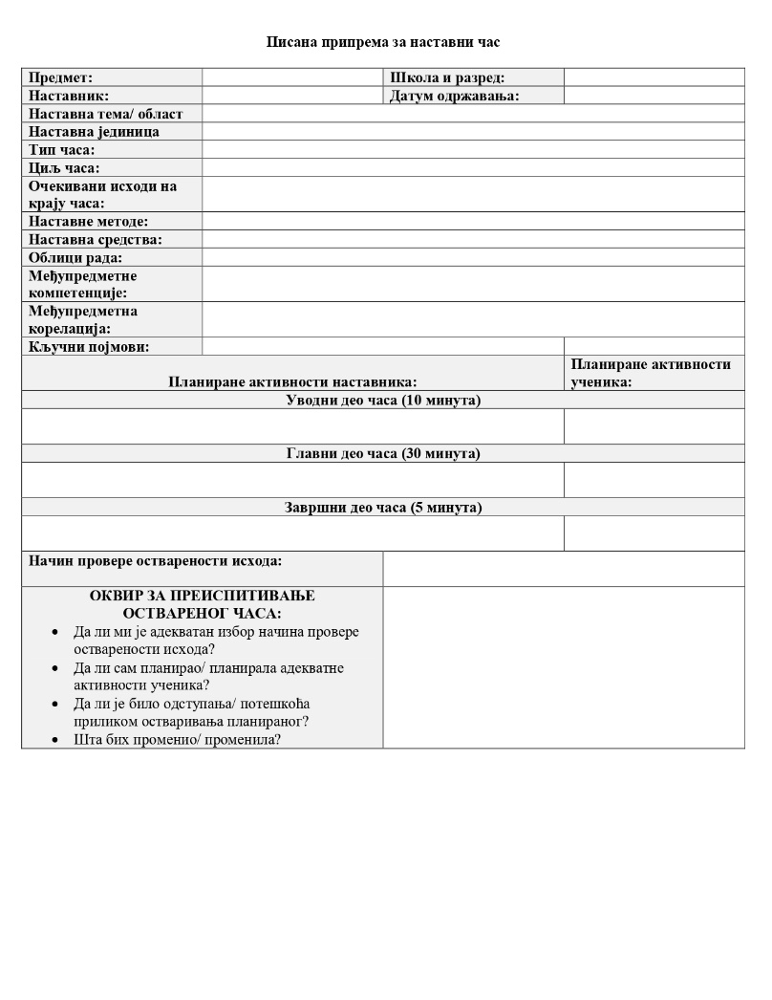 Писана припрема за наставни час
Предмет:
Школа и разред:
Наставник:
Датум одржавања:
Наставна тема/ област
Наставна јединица
Тип часа:
Циљ часа:
Очекивани исходи на
крају часа:
Наставне методе:
Наставна средства:
Облици рада:
Међупредметне
компетенције:
Међупредметна
корелација:
Кључни појмови:
Планиране активности наставника:
Планиране активности
ученика:
Уводни део часа (10 минута)
Главни део часа (30 минута)
Завршни део часа (5 минута)
Начин провере остварености исхода:
ОКВИР ЗА ПРЕИСПИТИВАЊЕ
ОСТВАРЕНОГ ЧАСА:
• Да ли ми је адекватан избор начина провере
остварености исхода?
• Да ли сам планирао/ планирала адекватне
активности ученика?
• Да ли је било одступања/ потешкоћа
приликом остваривања планираног?
• Шта бих променио/ променила?